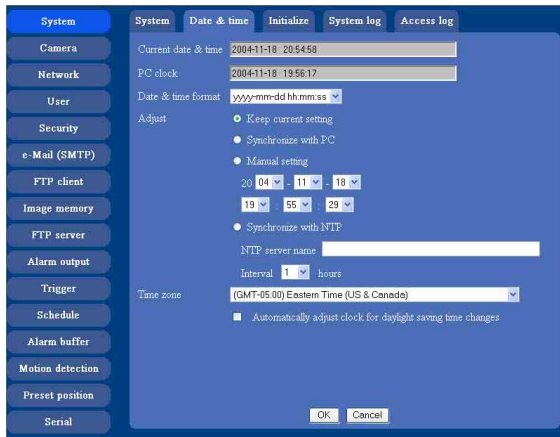 System
Camera
Network
User
Security
e-Mail (SMTP)
FTP client
Image memory
FTP server
Alarm output
Trigger
Schedule
Alarm buffer
Motion detection
Preset position
Serial
System Date & time Initialize System log Access log
Current date & time 2004-11-18 20:54:58
PC clock 2004-11-18 19:56:17
Date & time format yyyy-mm-dd hh:mm:ss
Adjust Keep current setting
Synchronize with PC
Manual setting
20 04 - 11 - 18
19 : 55 : 29
Synchronize with NTP
NTP server name
Interval 1 hours
Time zone (GMT-05:00) Eastern Time (US & Canada)
Automatically adjust clock for daylight saving time changes
OK Cancel